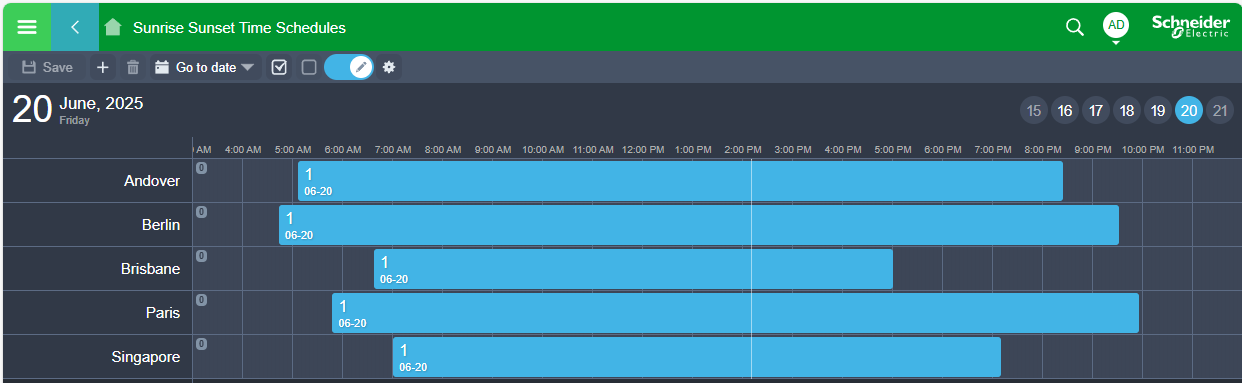 Sunrise Sunset Time Schedules
AD
Schneider
Electric
Save
Go to date
20 June, 2025
Friday
15 16 17 18 19 20 21
AM 4:00 AM 5:00 AM 6:00 AM 7:00 AM 8:00 AM 9:00 AM 10:00 AM 11:00 AM 12:00 PM 1:00 PM 2:00 PM 3:00 PM 4:00 PM 5:00 PM 6:00 PM 7:00 PM 8:00 PM 9:00 PM 10:00 PM 11:00 PM
Andover 0 1
06-20
Berlin 0 1
06-20
Brisbane 0 1
06-20
Paris 0 1
06-20
Singapore 0 1
06-20